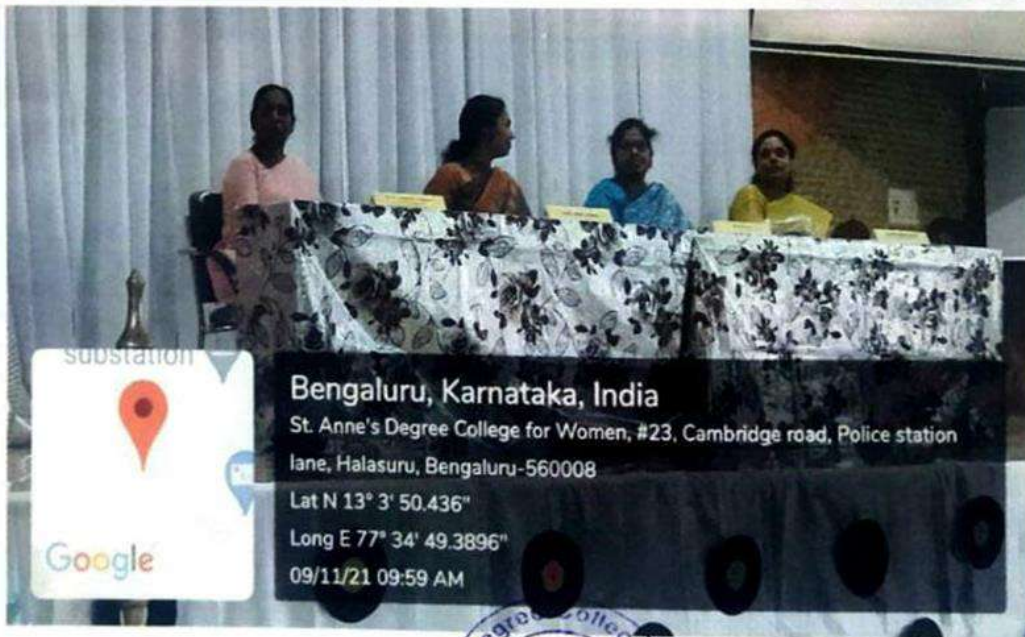 substation
Google
Bengaluru, Karnataka, India
St. Anne's Degree College for Women, #23, Cambridge road, Police station
lane, Halasuru, Bengaluru-560008
Lat N 13° 3' 50.436"
Long E 77° 34' 49.3896"
09/11/21 09:59 AM